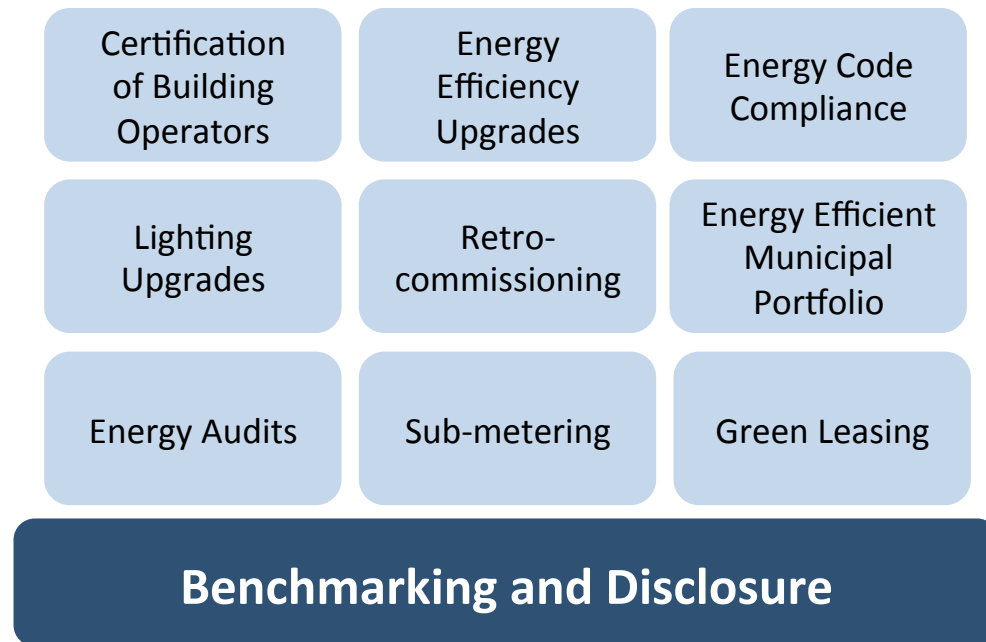 Certification
of Building
Operators
Energy
Efficiency
Upgrades
Energy Code
Compliance
Lighting
Upgrades
Retro-
commissioning
Energy Efficient
Municipal
Portfolio
Energy Audits
Sub-metering
Green Leasing
Benchmarking and Disclosure